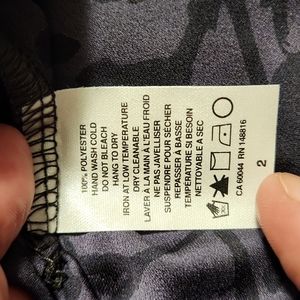 100% POLYESTER
HAND WASH COLD
DO NOT BLEACH
HANG TO DRY
IRON AT LOW TEMPERATURE
DRY CLEANABLE
LAVER A LA MAIN À L'EAU FROID
NE PAS JAVELLISER
SUSPENDRE POUR SÉCHER
REPASSER A BASSE
TEMPÉRATURE SI BESOIN
NETTOYABLE A SEC
CA 60044 RN 148816
2